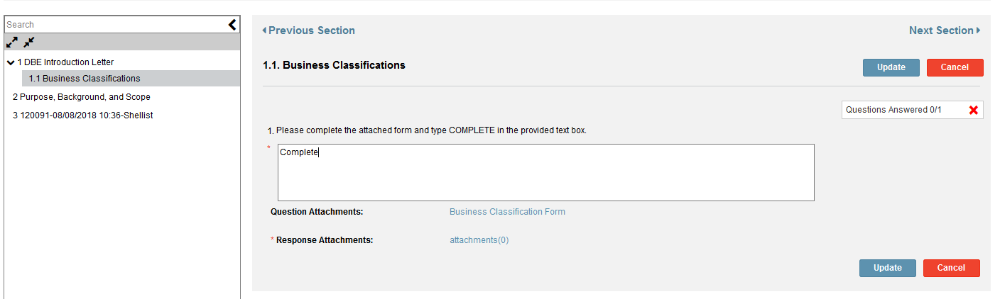 Search
1 DBE Introduction Letter
1.1 Business Classifications
2 Purpose, Background, and Scope
3 120091-08/08/2018 10:36-Shellist
Previous Section
Next Section
1.1. Business Classifications
Update
Cancel
Questions Answered 0/1
1. Please complete the attached form and type COMPLETE in the provided text box.
* Complete
Question Attachments: Business Classification Form
* Response Attachments: attachments(0)
Update
Cancel